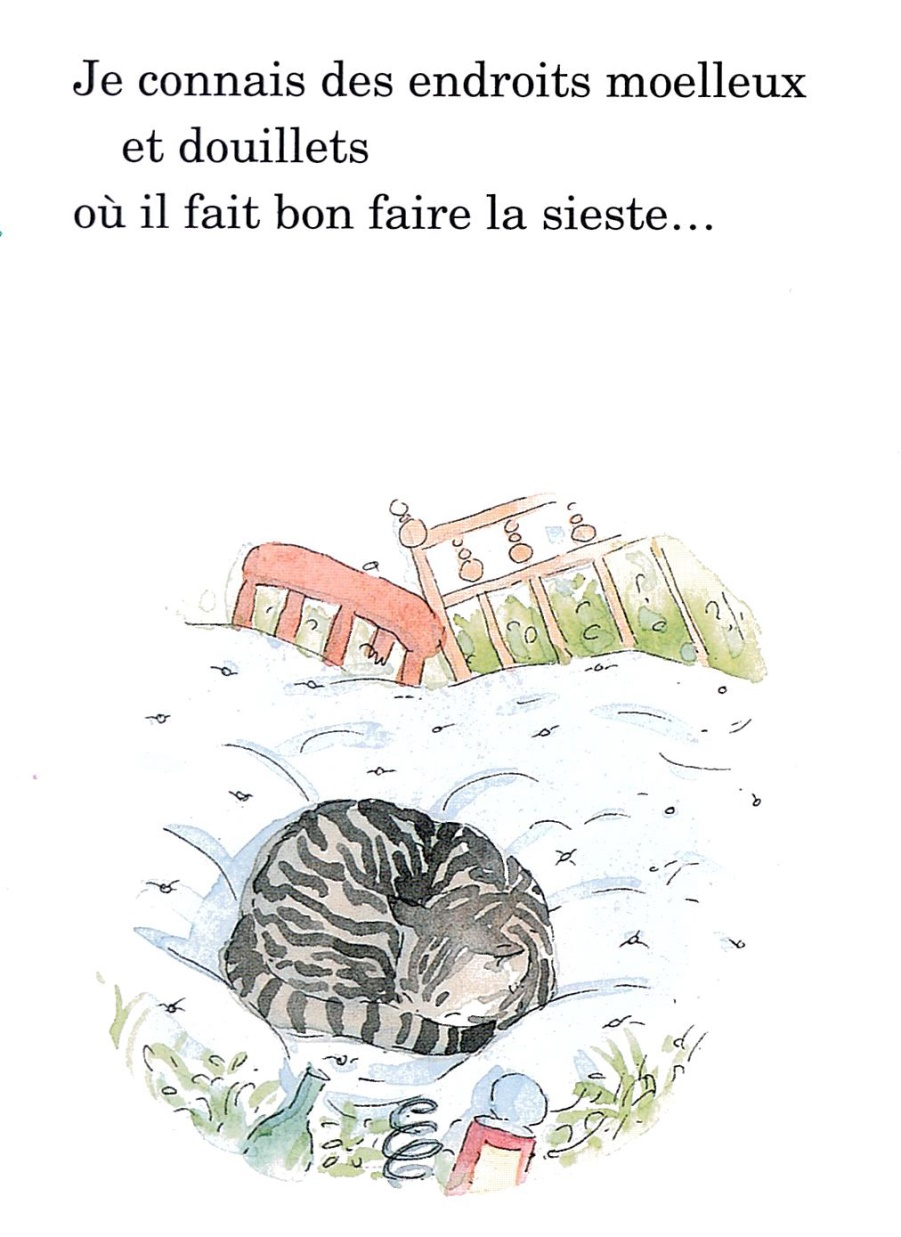 Je connais des endroits moelleux
et douillets
où il fait bon faire la sieste…